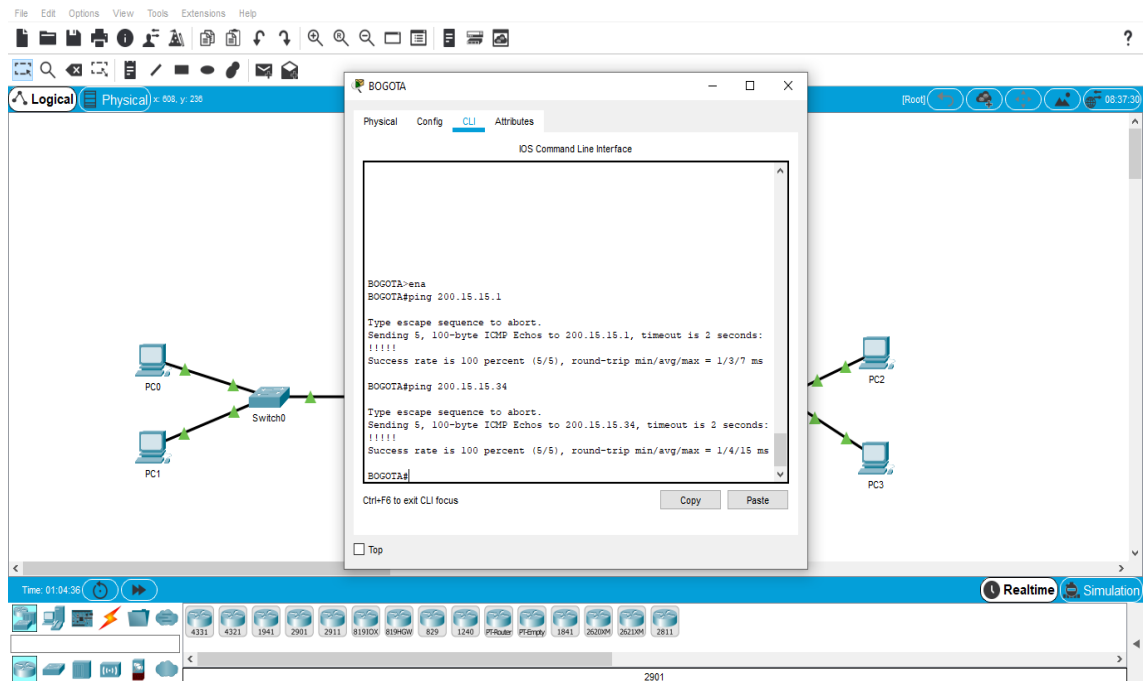 File Edit Options View Tools Extensions Help
?
Logical Physical x: 608, y: 236
[Root] 08:37:30
BOGOTA
Physical Config CLI Attributes
IOS Command Line Interface
BOGOTA>ena
BOGOTA#ping 200.15.15.1
Type escape sequence to abort.
Sending 5, 100-byte ICMP Echos to 200.15.15.1, timeout is 2 seconds:
!!!!!
Success rate is 100 percent (5/5), round-trip min/avg/max = 1/3/7 ms
BOGOTA#ping 200.15.15.34
Type escape sequence to abort.
Sending 5, 100-byte ICMP Echos to 200.15.15.34, timeout is 2 seconds:
!!!!!
Success rate is 100 percent (5/5), round-trip min/avg/max = 1/4/15 ms
BOGOTA#
Ctrl+F6 to exit CLI focus
Copy Paste
Top
PC0
Switch0
PC1
PC2
PC3
Time: 01:04:36
Realtime Simulation
4331 4321 1941 2901 2911 819IOX 819HGW 829 1240 PT-Router PT-Empty 1841 2620XM 2621XM 2811
2901